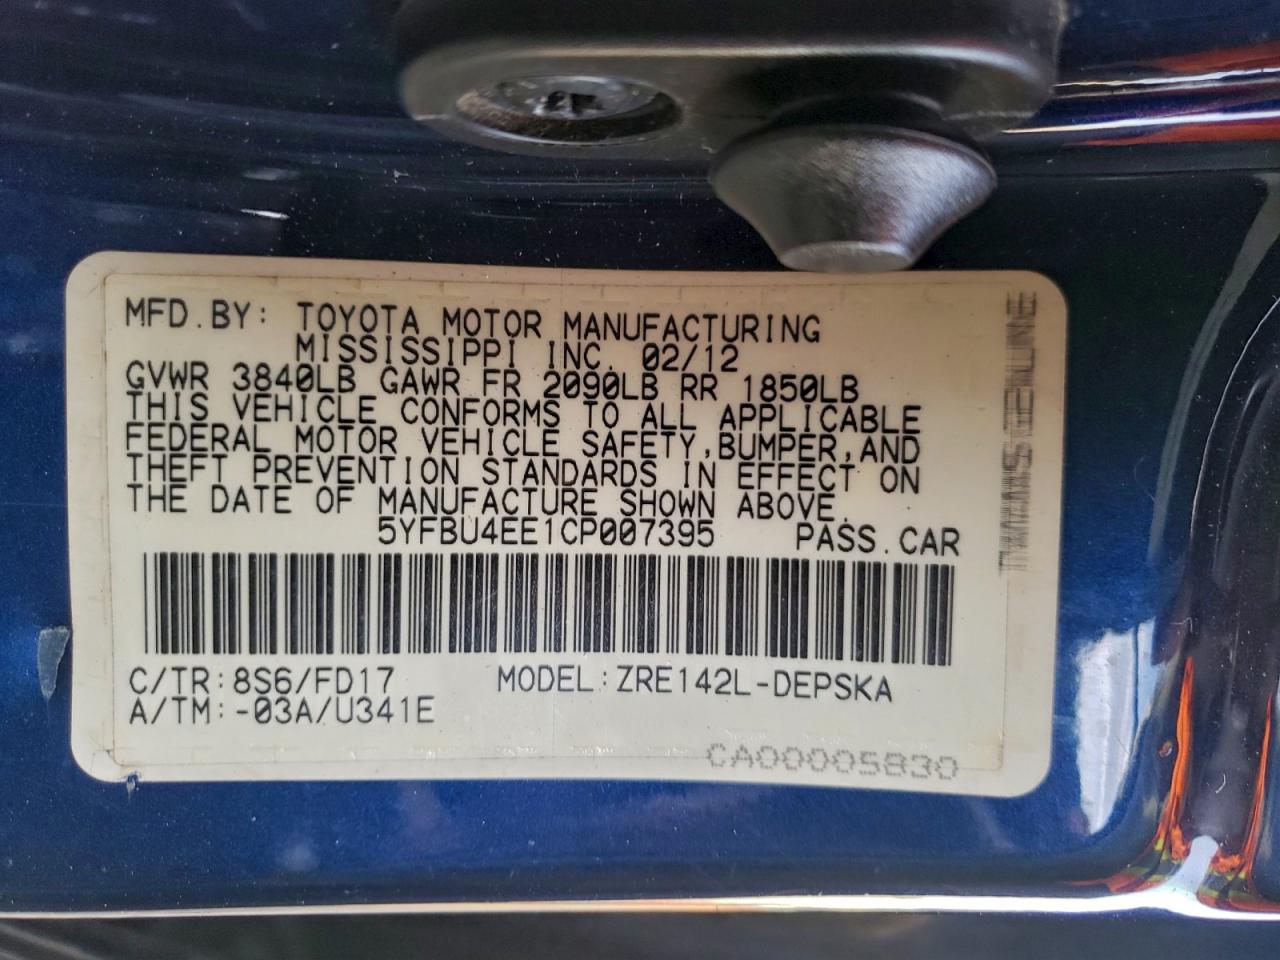 MFD.BY: TOYOTA MOTOR MANUFACTURING
MISSISSIPPI INC. 02/12
GVWR 3840LB GAWR FR 2090LB RR 1850LB
THIS VEHICLE CONFORMS TO ALL APPLICABLE
FEDERAL MOTOR VEHICLE SAFETY,BUMPER,AND
THEFT PREVENTION STANDARDS IN EFFECT ON
THE DATE OF MANUFACTURE SHOWN ABOVE.
5YFBU4EE1CP007395 PASS.CAR
C/TR:8S6/FD17 MODEL:ZRE142L-DEPSKA
A/TM:-03A/U341E
CA00005830